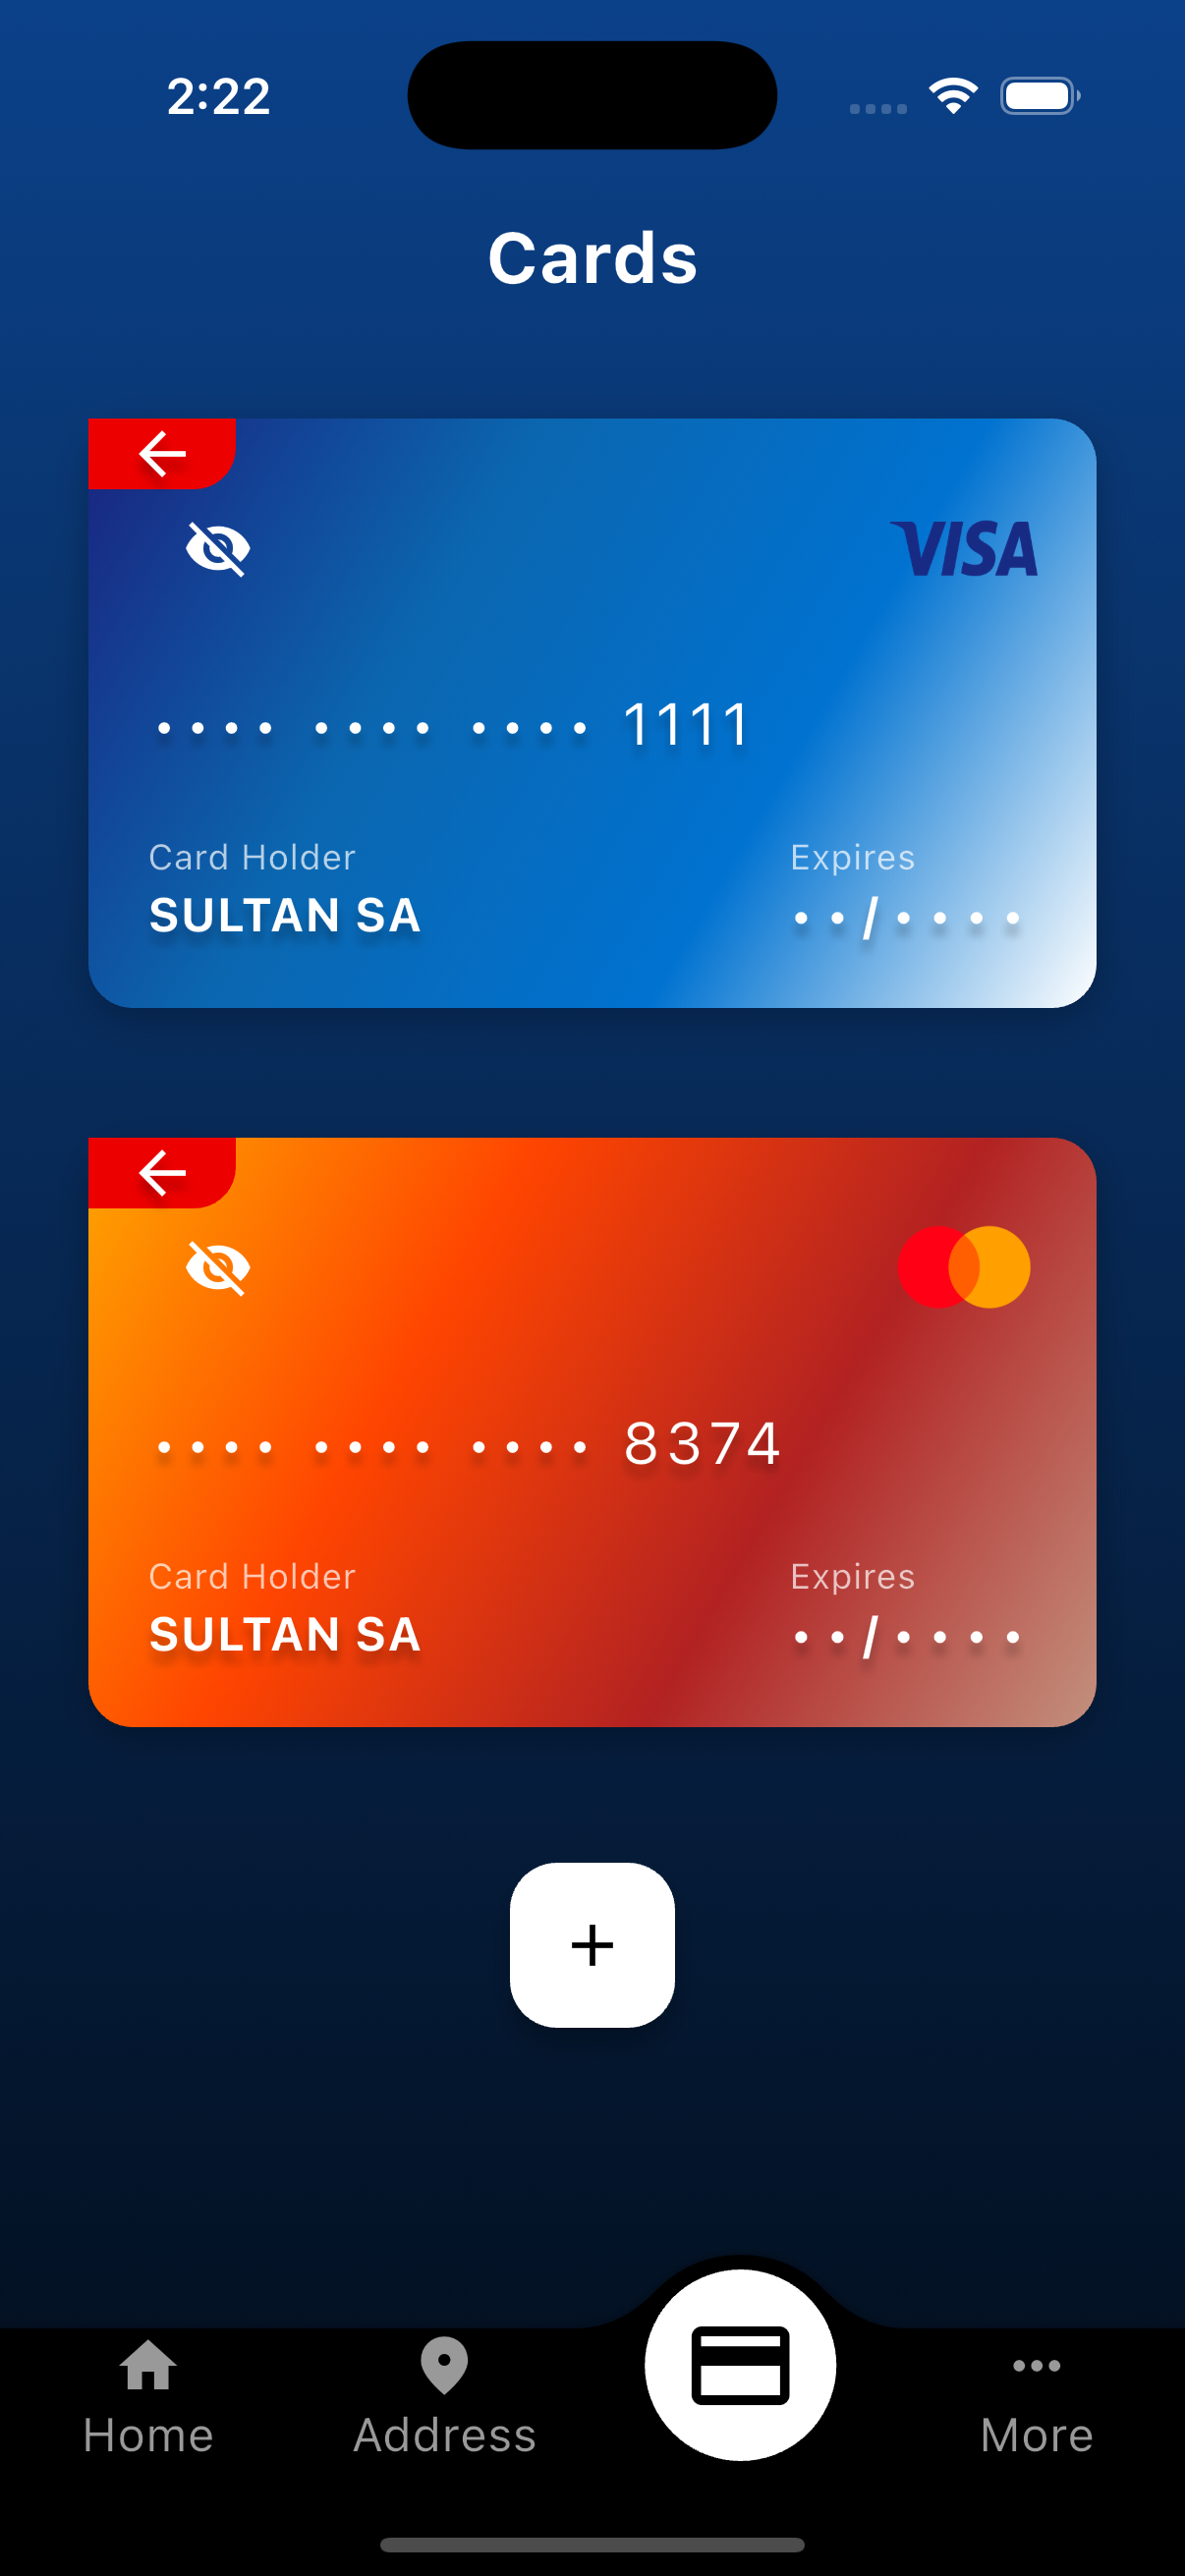 2:22
Cards
VISA
•••• •••• •••• 1111
Card Holder
Expires
SULTAN SA
••/••••
•••• •••• •••• 8374
Card Holder
Expires
SULTAN SA
••/••••
+
Home
Address
More